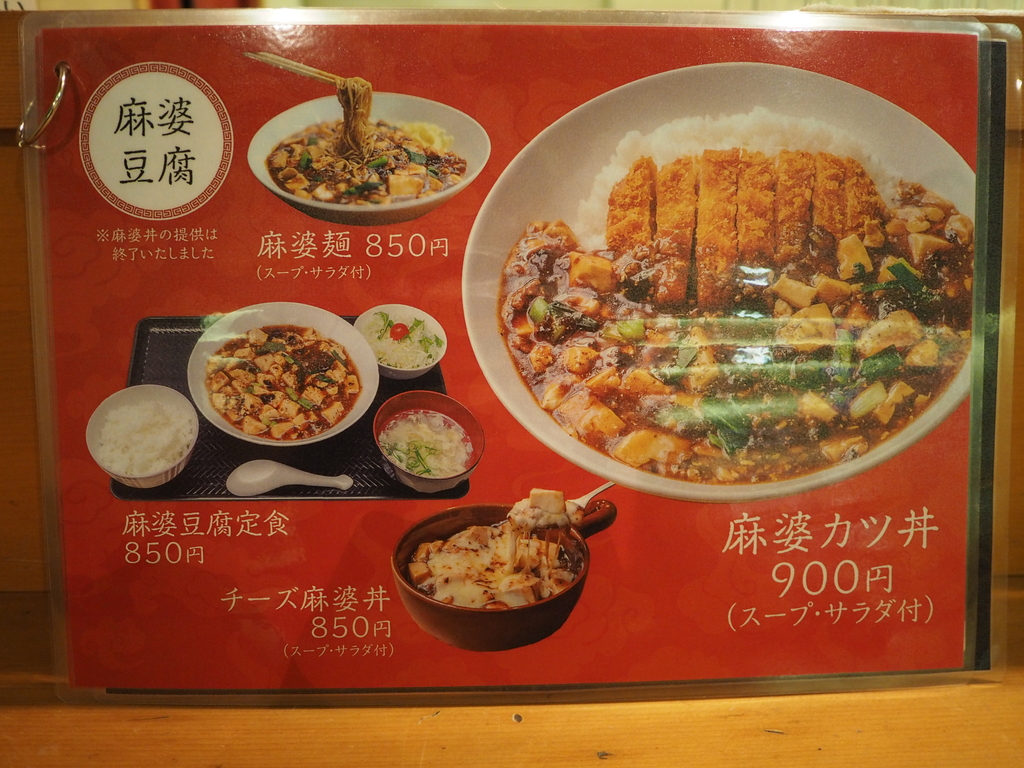 麻婆
豆腐
※麻婆丼の提供は
終了いたしました
麻婆麺 850円
(スープ・サラダ付)
麻婆豆腐定食
850円
チーズ麻婆丼
850円
(スープ・サラダ付)
麻婆カツ丼
900円
(スープ・サラダ付)